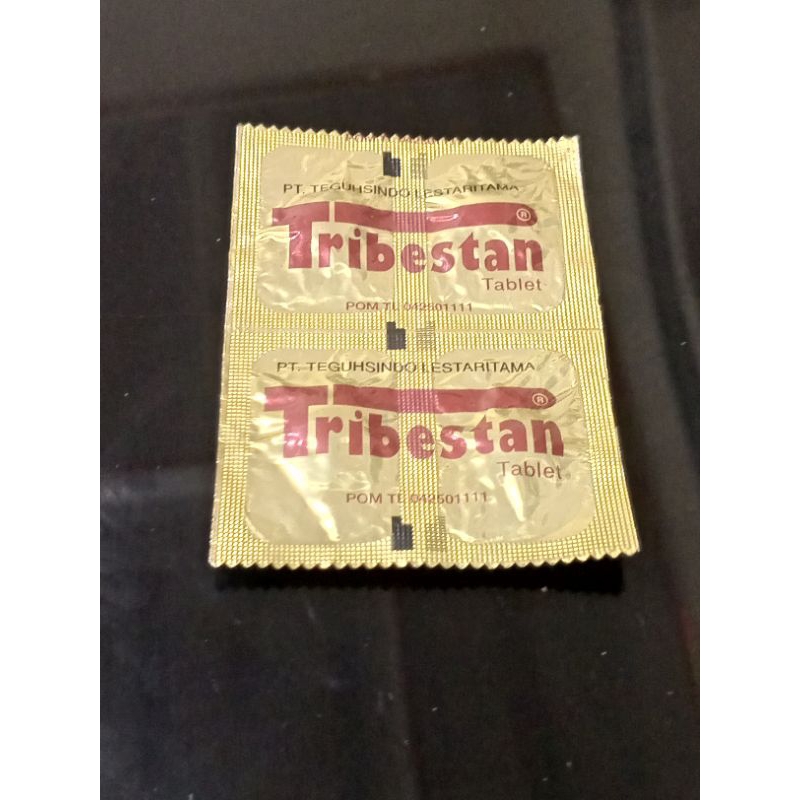 PT. TEGUHSINDO LESTARITAMA
Tribestan ®
Tablet
POM TI. 042501111
PT. TEGUHSINDO LESTARITAMA
Tribestan ®
Tablet
POM TI. 042501111